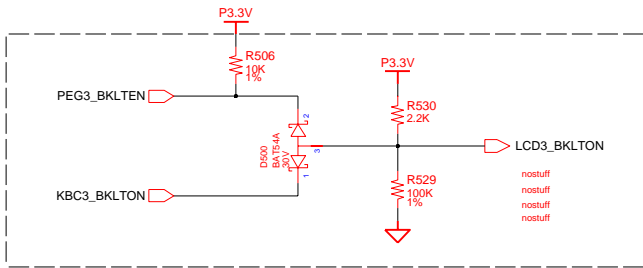 P3.3V
R506
10K
1%
P3.3V
PEG3_BKLTEN
R530
2.2K
2
D500
BAT54A
30V
3
LCD3_BKLTON
1
KBC3_BKLTON
R529
100K
1%
nostuff
nostuff
nostuff
nostuff